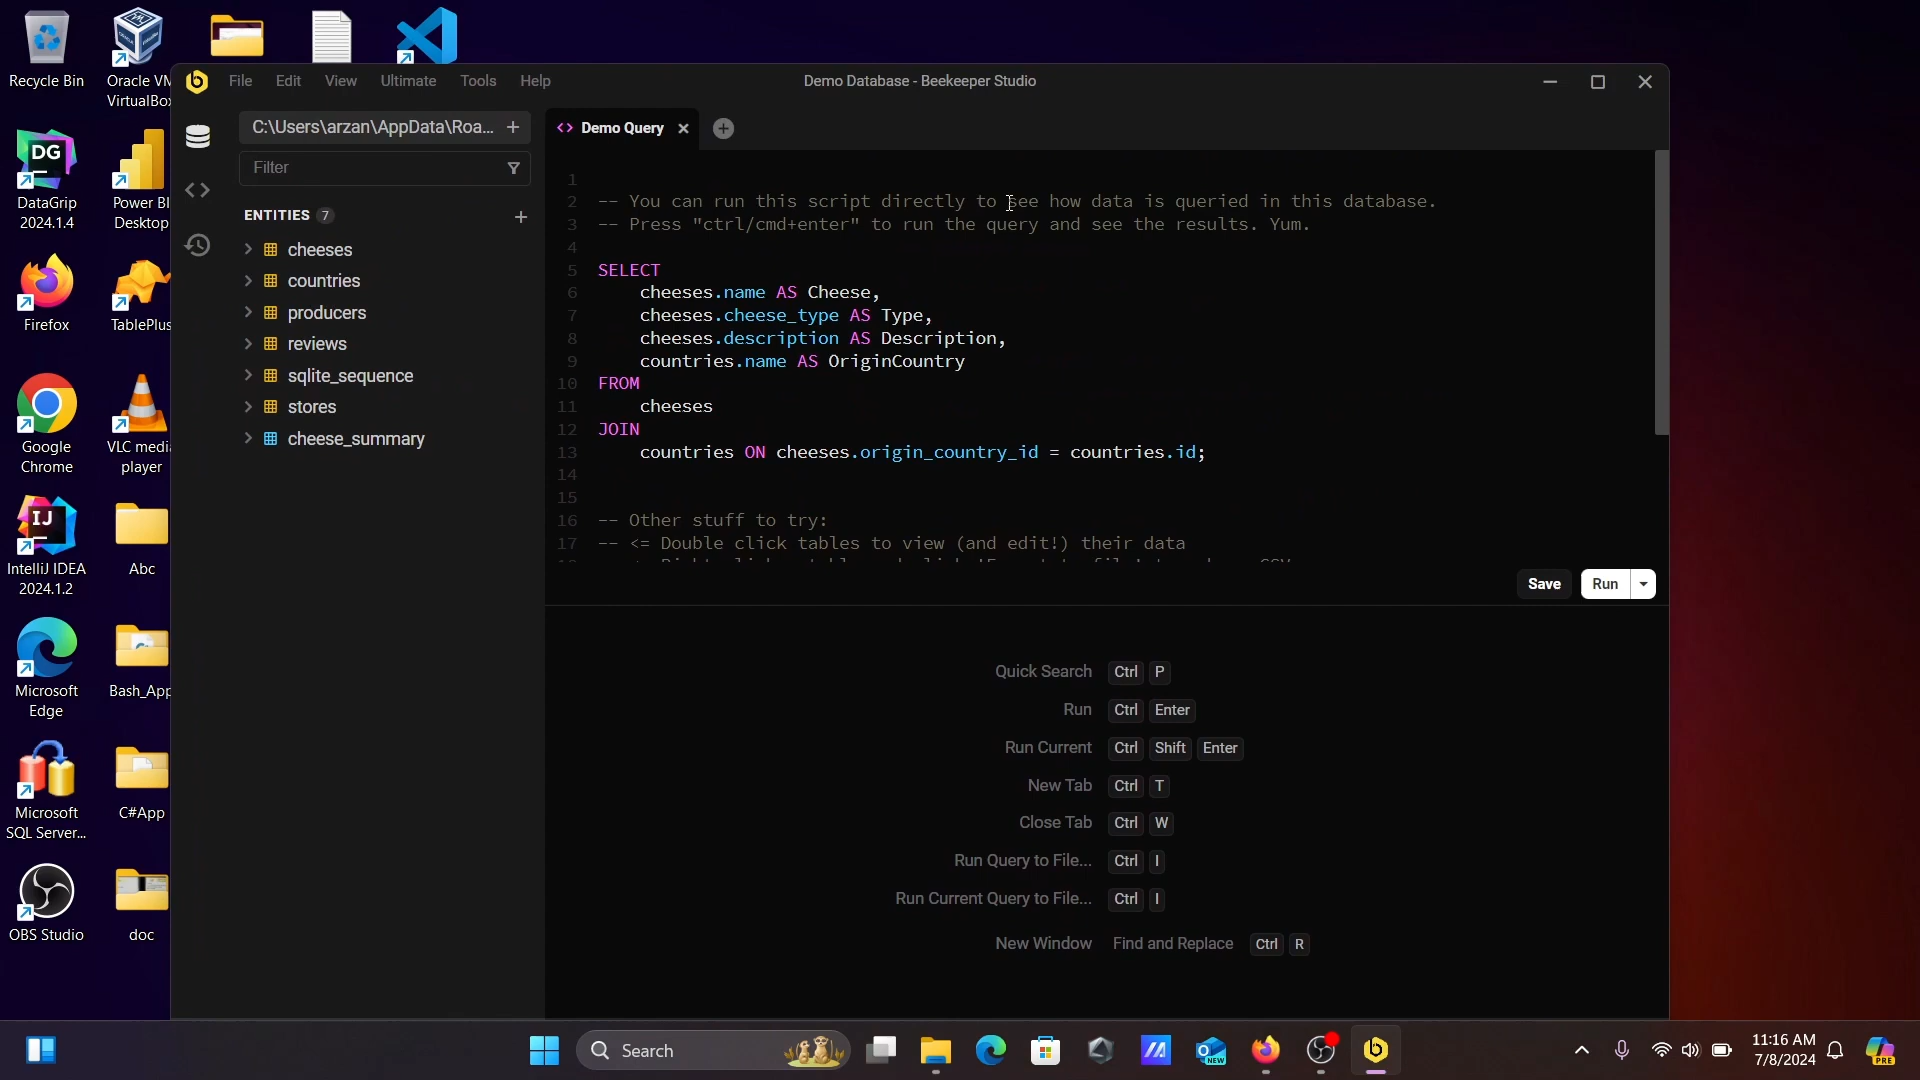 Recycle Bin
Oracle VM
VirtualBox
DG
DataGrip
2024.1.4
Power BI
Desktop
Firefox
TablePlus
Google
Chrome
VLC media
player
IJ
IntelliJ IDEA
2024.1.2
Abc
Microsoft
Edge
Bash_App
Microsoft
SQL Server...
C#App
OBS Studio
doc
File Edit View Ultimate Tools Help
Demo Database - Beekeeper Studio
C:\Users\arzan\AppData\Roa... +
Filter
ENTITIES 7 +
cheeses
countries
producers
reviews
sqlite_sequence
stores
cheese_summary
<> Demo Query
1
2 -- You can run this script directly to see how data is queried in this database.
3 -- Press "ctrl/cmd+enter" to run the query and see the results. Yum.
4
5 SELECT
6 cheeses.name AS Cheese,
7 cheeses.cheese_type AS Type,
8 cheeses.description AS Description,
9 countries.name AS OriginCountry
10 FROM
11 cheeses
12 JOIN
13 countries ON cheeses.origin_country_id = countries.id;
14
15
16 -- Other stuff to try:
17 -- <= Double click tables to view (and edit!) their data
Save Run
Quick Search Ctrl P
Run Ctrl Enter
Run Current Ctrl Shift Enter
New Tab Ctrl T
Close Tab Ctrl W
Run Query to File... Ctrl I
Run Current Query to File... Ctrl I
New Window Find and Replace Ctrl R
Search
NEW
11:16 AM
7/8/2024
PRE